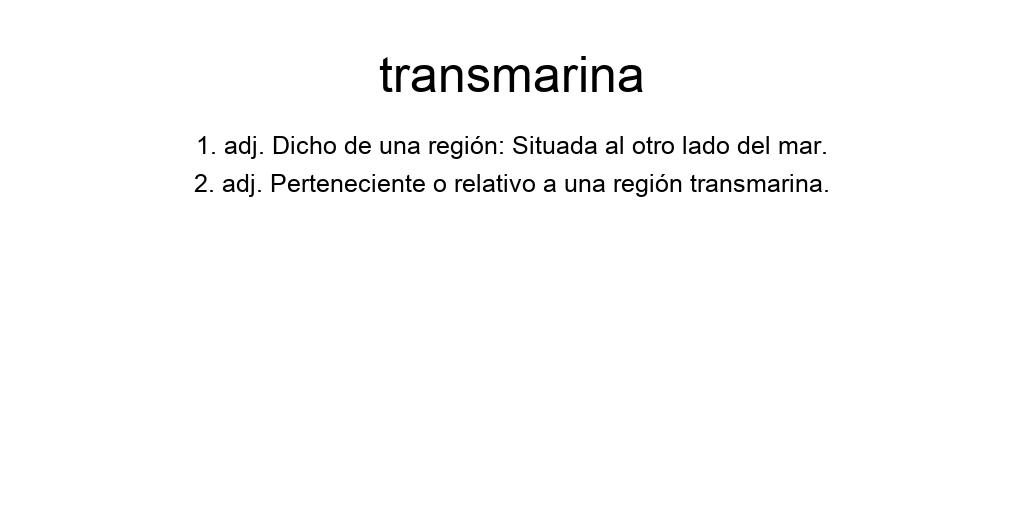 transmarina
1. adj. Dicho de una región: Situada al otro lado del mar.
2. adj. Perteneciente o relativo a una región transmarina.